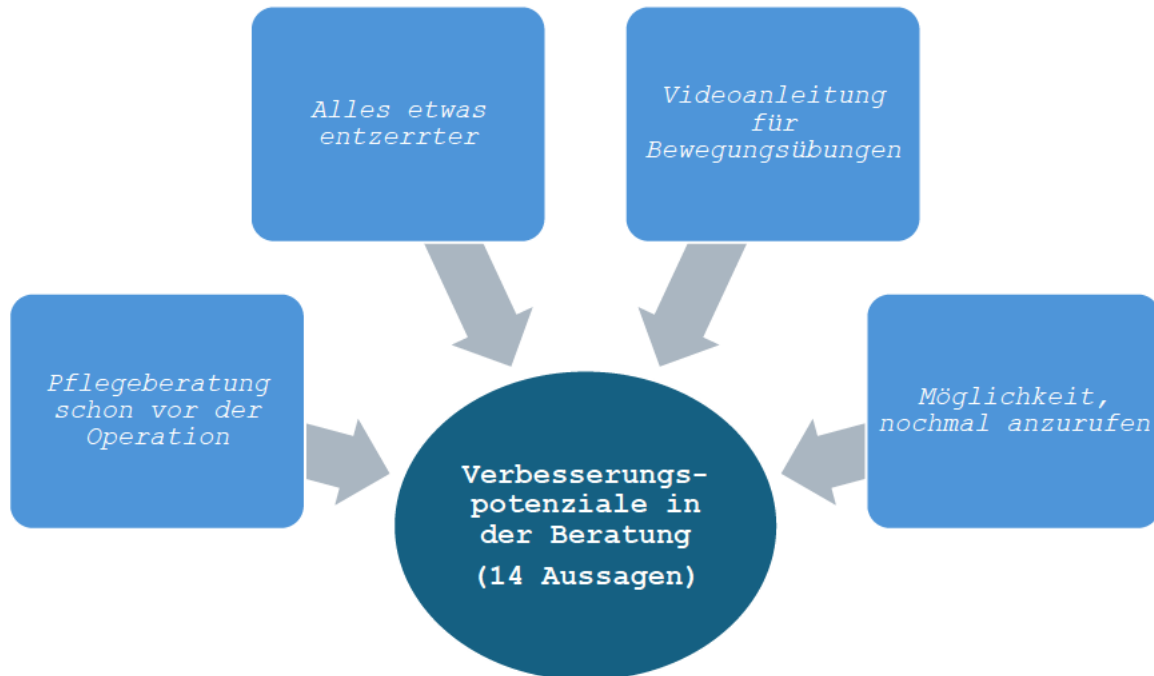 Alles etwas
entzerrter
Videoanleitung
für
Bewegungsübungen
Pflegeberatung
schon vor der
Operation
Möglichkeit,
nochmal anzurufen
Verbesserungs-
potenziale in
der Beratung
(14 Aussagen)